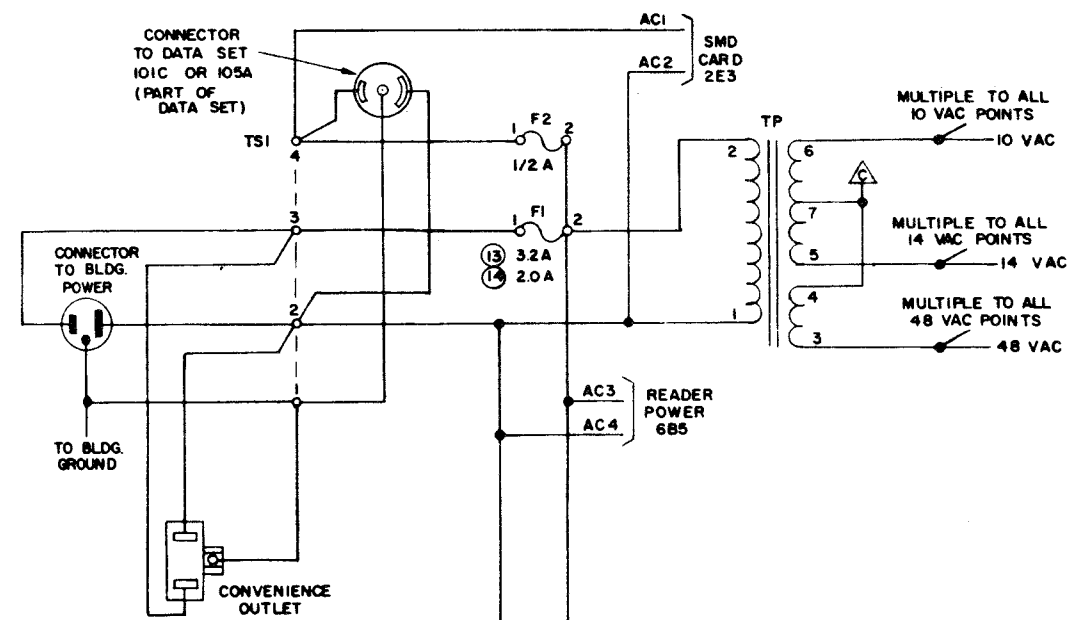 CONNECTOR
TO DATA SET
101C OR 105A
(PART OF
DATA SET)
AC1
AC2
SMD
CARD
2E3
TS1
4
1
F2
2
1/2 A
3
1
F1
2
13 3.2A
14 2.0A
CONNECTOR
TO BLDG.
POWER
2
1
TO BLDG.
GROUND
CONVENIENCE
OUTLET
AC3
AC4
READER
POWER
6B5
TP
2
1
6
7
5
4
3
C
MULTIPLE TO ALL
10 VAC POINTS
10 VAC
MULTIPLE TO ALL
14 VAC POINTS
14 VAC
MULTIPLE TO ALL
48 VAC POINTS
48 VAC